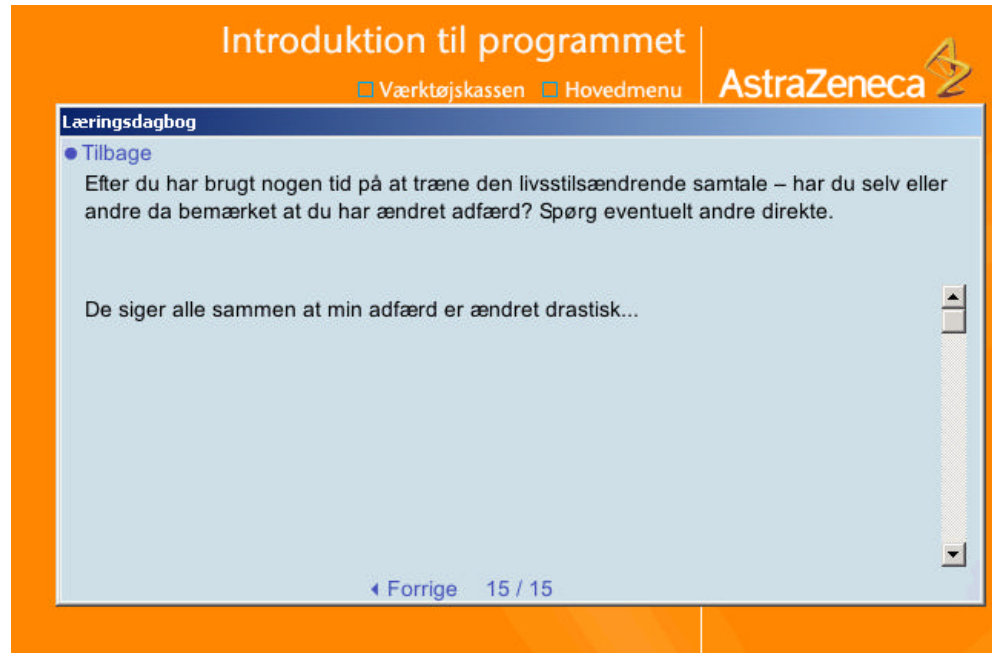 Introduktion til programmet
Værktøjskassen Hovedmenu
AstraZeneca
Læringsdagbog
Tilbage
Efter du har brugt nogen tid på at træne den livsstilsændrende samtale – har du selv eller
andre da bemærket at du har ændret adfærd? Spørg eventuelt andre direkte.
De siger alle sammen at min adfærd er ændret drastisk...
Forrige 15 / 15